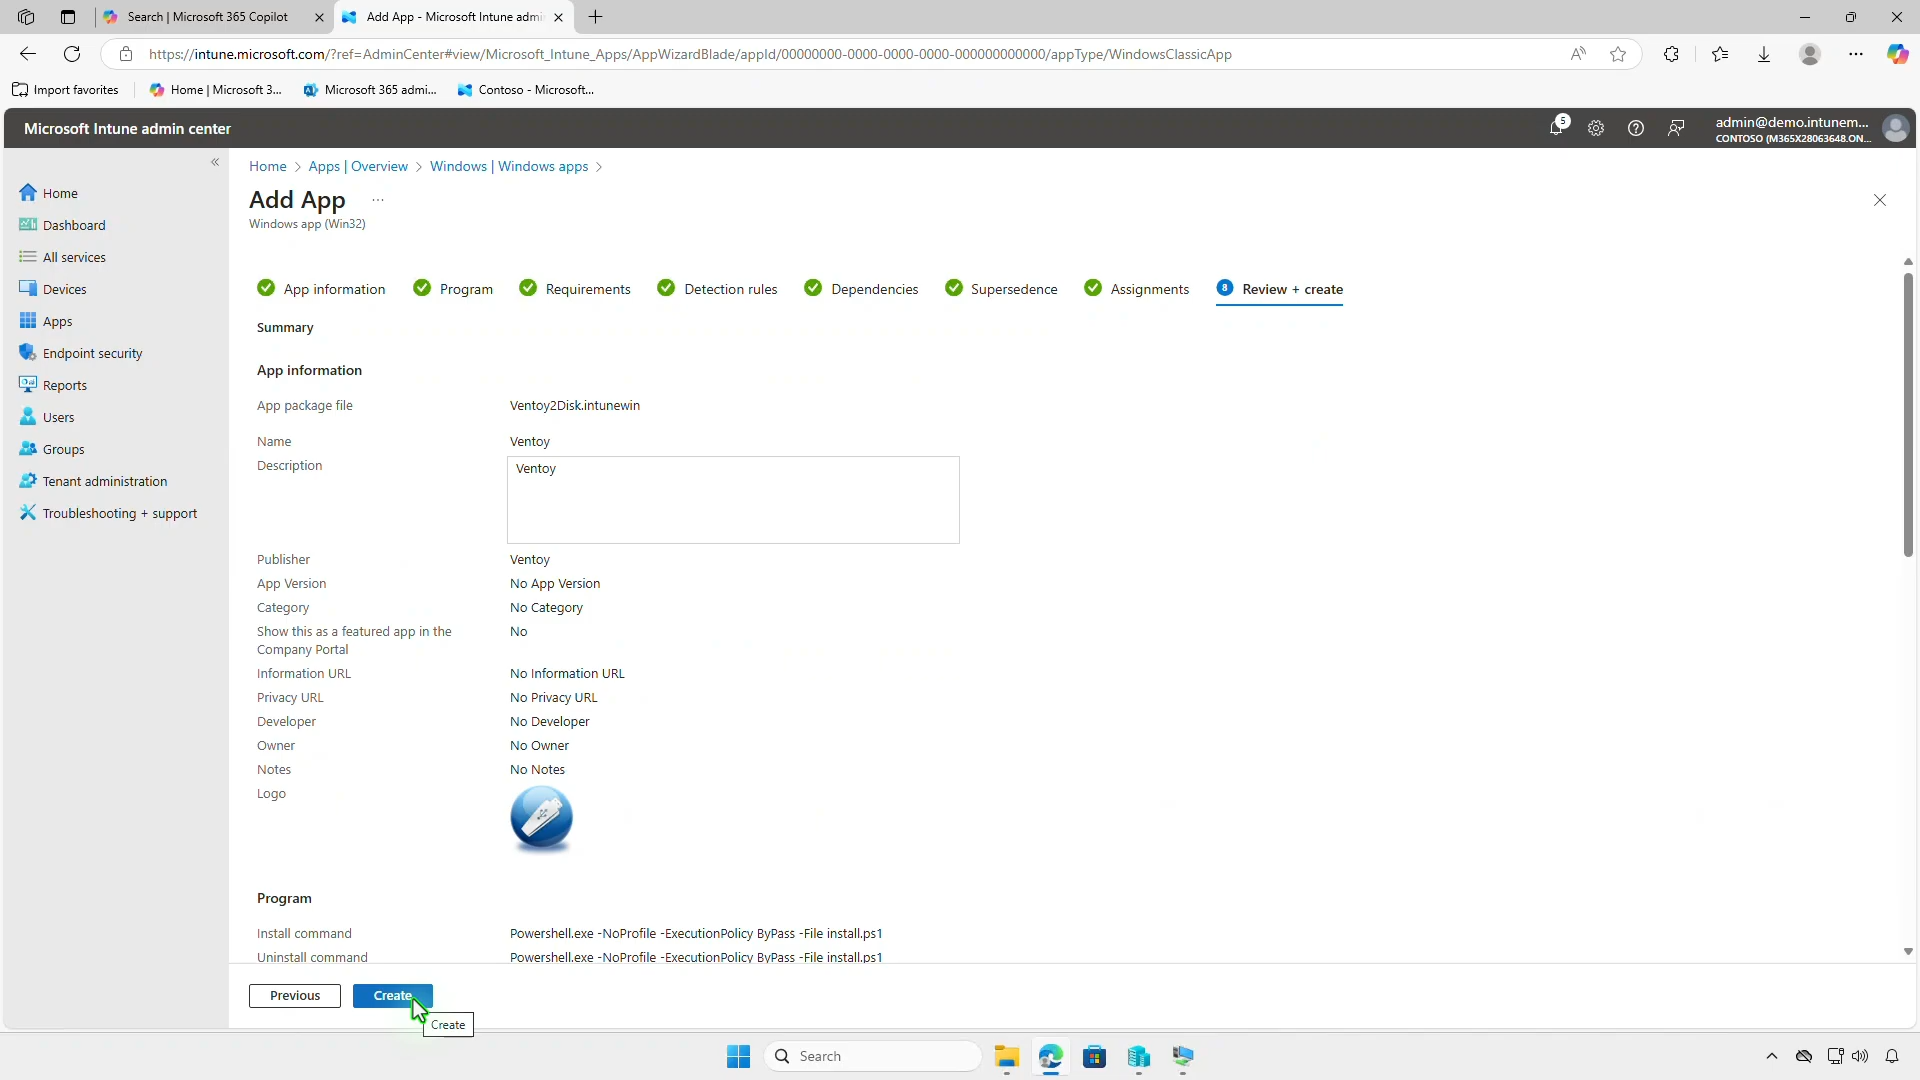 Search | Microsoft 365 Copilot
Add App - Microsoft Intune admi
https://intune.microsoft.com/?ref=AdminCenter#view/Microsoft_Intune_Apps/AppWizardBlade/appId/00000000-0000-0000-0000-000000000000/appType/WindowsClassicApp
Import favorites
Home | Microsoft 3...
Microsoft 365 admi...
Contoso - Microsoft...
Microsoft Intune admin center
5
admin@demo.intunem...
CONTOSO (M365X28063648.ON...
Home
Dashboard
All services
Devices
Apps
Endpoint security
Reports
Users
Groups
Tenant administration
Troubleshooting + support
Home > Apps | Overview > Windows | Windows apps >
Add App ...
Windows app (Win32)
App information
Program
Requirements
Detection rules
Dependencies
Supersedence
Assignments
8 Review + create
Summary
App information
App package file Ventoy2Disk.intunewin
Name Ventoy
Description Ventoy
Publisher Ventoy
App Version No App Version
Category No Category
Show this as a featured app in the No
Company Portal
Information URL No Information URL
Privacy URL No Privacy URL
Developer No Developer
Owner No Owner
Notes No Notes
Logo
Program
Install command Powershell.exe -NoProfile -ExecutionPolicy ByPass -File install.ps1
Uninstall command Powershell.exe -NoProfile -ExecutionPolicy ByPass -File install.ps1
Previous
Create
Create
Search